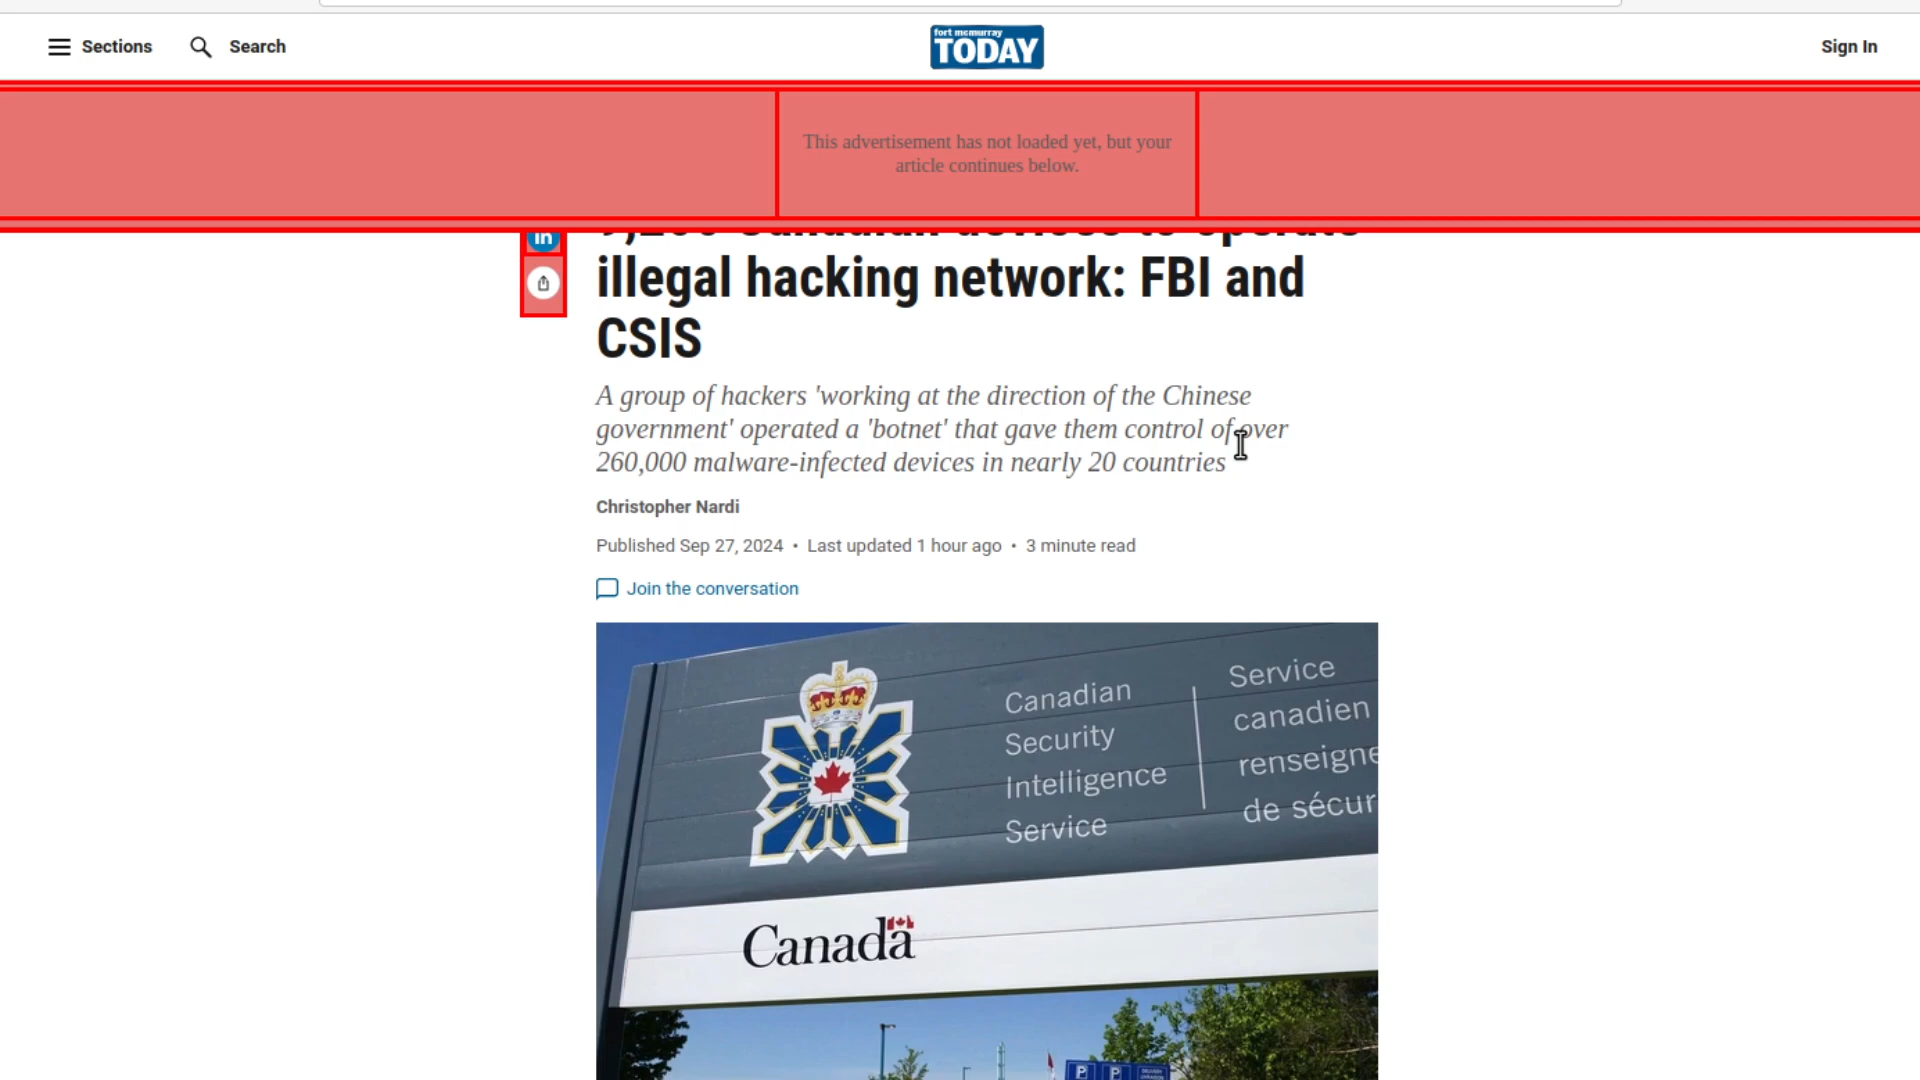 Sections
Search
fort mcmurray
TODAY
Sign In
This advertisement has not loaded yet, but your
article continues below.
in
illegal hacking network: FBI and
CSIS
A group of hackers 'working at the direction of the Chinese
government' operated a 'botnet' that gave them control of over
260,000 malware-infected devices in nearly 20 countries
Christopher Nardi
Published Sep 27, 2024 • Last updated 1 hour ago • 3 minute read
Join the conversation
Canadian
Security
Intelligence
Service
Service
canadien
renseigne
de sécur
Canada
P
P